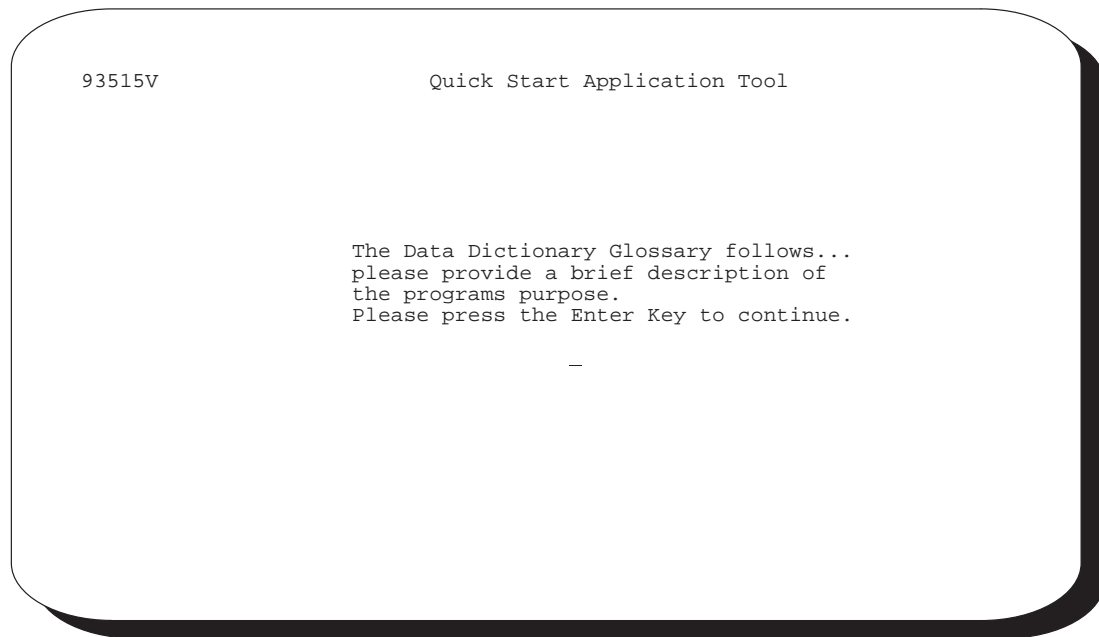 93515V Quick Start Application Tool
The Data Dictionary Glossary follows...
please provide a brief description of
the programs purpose.
Please press the Enter Key to continue.
_